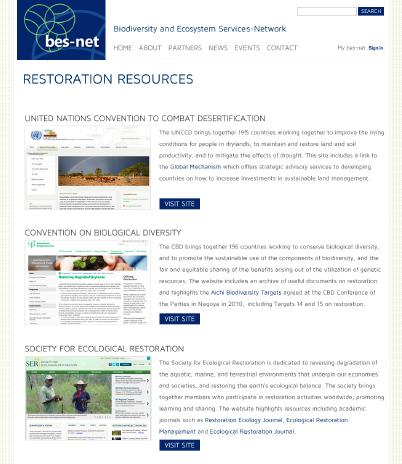 SEARCH
bes-net
Biodiversity and Ecosystem Services-Network
HOME ABOUT PARTNERS NEWS EVENTS CONTACT
My bes-net Sign in
RESTORATION RESOURCES
UNITED NATIONS CONVENTION TO COMBAT DESERTIFICATION
The UNCCD brings together 195 countries working together to improve the living
conditions for people in drylands, to maintain and restore land and soil
productivity, and to mitigate the effects of drought. This site includes a link to
the Global Mechanism which offers strategic advisory services to developing
countries on how to increase investments in sustainable land management.
VISIT SITE
CONVENTION ON BIOLOGICAL DIVERSITY
Restoring Degraded Drylands
The CBD brings together 196 countries working to conserve biological diversity,
and to promote the sustainable use of the components of biodiversity, and the
fair and equitable sharing of the benefits arising out of the utilization of genetic
resources. The website includes an archive of useful documents on restoration
and highlights the Aichi Biodiversity Targets agreed at the CBD Conference of
the Parties in Nagoya in 2010, including Targets 14 and 15 on restoration.
VISIT SITE
SOCIETY FOR ECOLOGICAL RESTORATION
SER
The Society for Ecological Restoration is dedicated to reversing degradation of
the aquatic, marine, and terrestrial environments that underpin our economies
and societies, and restoring the earth's ecological balance. The society brings
together members who participate in restoration activities worldwide, promoting
learning and sharing. The website highlights resources including academic
journals such as Restoration Ecology Journal, Ecological Restoration
Management and Ecological Restoration Journal.
VISIT SITE